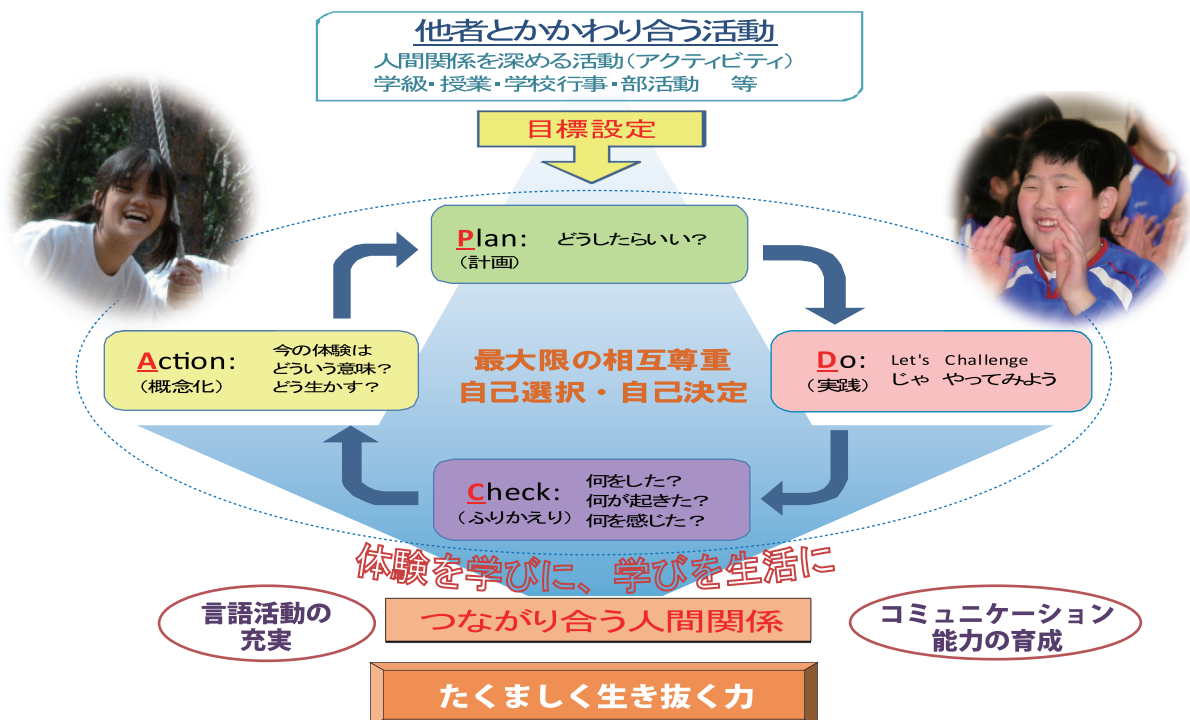 他者とかかわり合う活動
人間関係を深める活動(アクティビティ)
学級・授業・学校行事・部活動　等
目標設定
Plan:　どうしたらいい?
(計画)
Action:
(概念化)
今の体験は
どういう意味?
どう生かす?
最大限の相互尊重
自己選択・自己決定
Do:
(実践)
Let's Challenge
じゃ　やってみよう
Check:
(ふりかえり)
何をした?
何が起きた?
何を感じた?
体験を学びに、学びを生活に
言語活動の
充実
つながり合う人間関係
コミュニケーション
能力の育成
たくましく生き抜く力